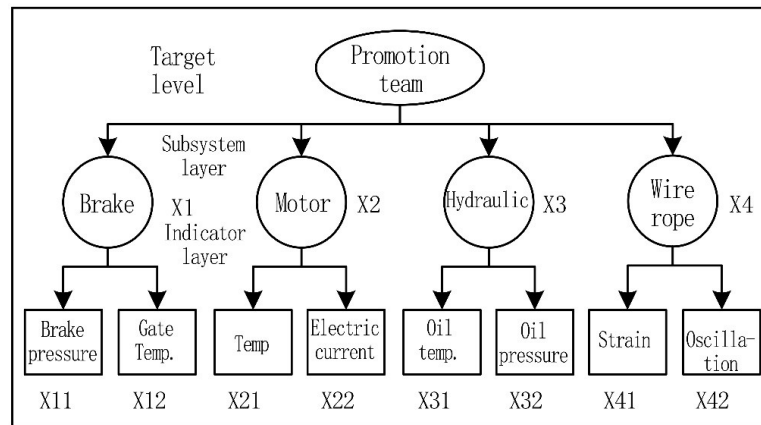 Target
level
Promotion
team
Subsystem
layer
Brake
X1
Motor
X2
Hydraulic
X3
Wire
rope
X4
Indicator
layer
Brake
pressure
Gate
Temp.
Temp
Electric
current
Oil
temp.
Oil
pressure
Strain
Oscilla-
tion
X11
X12
X21
X22
X31
X32
X41
X42